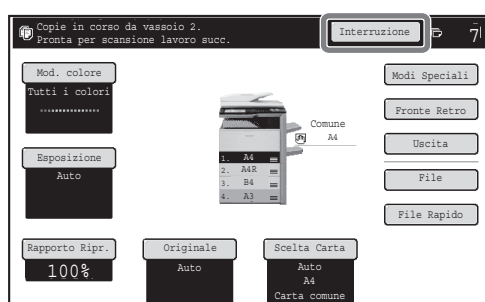 Copie in corso da vassoio 2.
Pronta per scansione lavoro succ.
Interruzione
7
Mod. colore
Tutti i colori
Modi Speciali
Fronte Retro
Comune
A4
Uscita
Esposizione
Auto
1. A4
2. A4R
3. B4
4. A3
File
File Rapido
Rapporto Ripr.
100%
Originale
Auto
Scelta Carta
Auto
A4
Carta comune